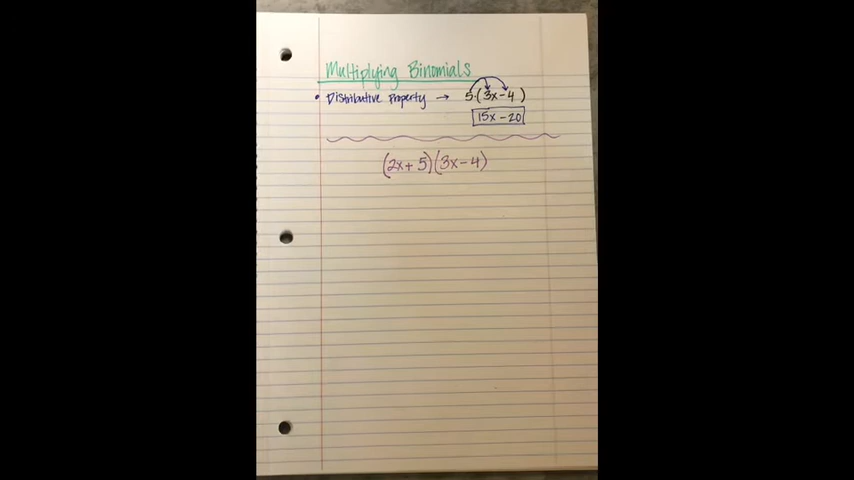 Multiplying Binomials
• Distributive Property → 5·(3x-4)
15x-20
(2x+5)(3x-4)